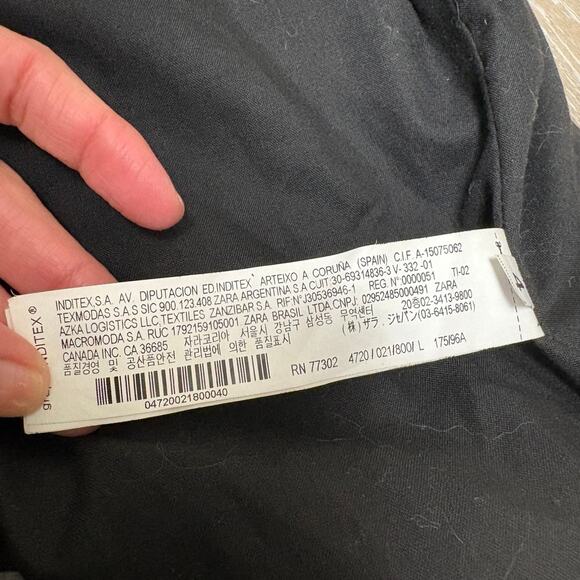 INDITEX ®
INDITEX,S.A. AV. DIPUTACION ED.INDITEX ARTEIXO A CORUÑA (SPAIN) C.I.F. A-15075062
TEXMODAS S.A.S SIC 900.123.408 ZARA ARGENTINA S.A CUIT:30-69314836-3 V- 332 -01
AZKA LOGISTICS LLC,TEXTILES ZANZIBAR S.A. RIF:N°J30536946-1 REG. N°:0000051 TI-02
MACROMODA S.A. RUC 1792159105001 ZARA BRASIL LTDA,CNPJ: 02952485000491 ZARA
CANADA INC. CA 36685 자라코리아 서울시 강남구 삼성동 무역센터 02-3413-9800
품질경영 및 공산품안전 관리법에 의한 품질표시 (株) ザラ. ジャパン(03-6415-8061)
RN 77302 4720 / 021 / 800 / L 175/96A
04720021800040